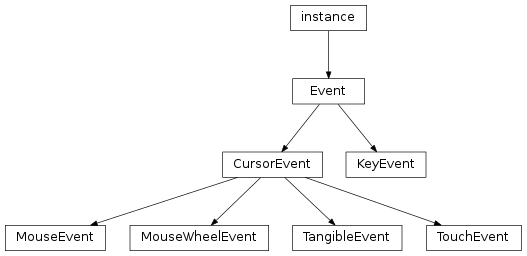 instance
Event
CursorEvent
KeyEvent
MouseEvent
MouseWheelEvent
TangibleEvent
TouchEvent